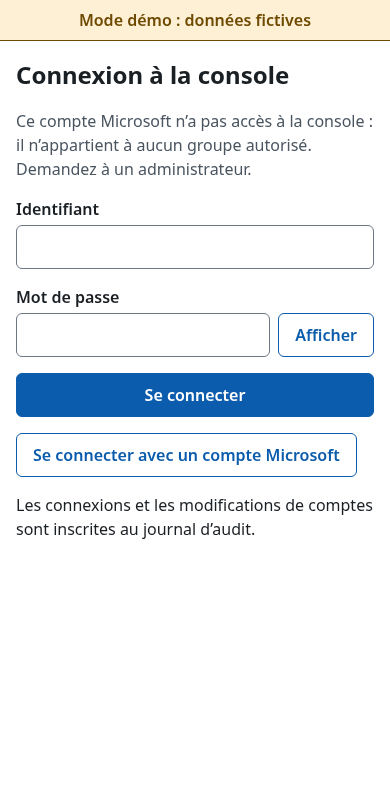 Mode démo : données fictives
Connexion à la console
Ce compte Microsoft n’a pas accès à la console :
il n’appartient à aucun groupe autorisé.
Demandez à un administrateur.
Identifiant
Mot de passe
Afficher
Se connecter
Se connecter avec un compte Microsoft
Les connexions et les modifications de comptes
sont inscrites au journal d’audit.